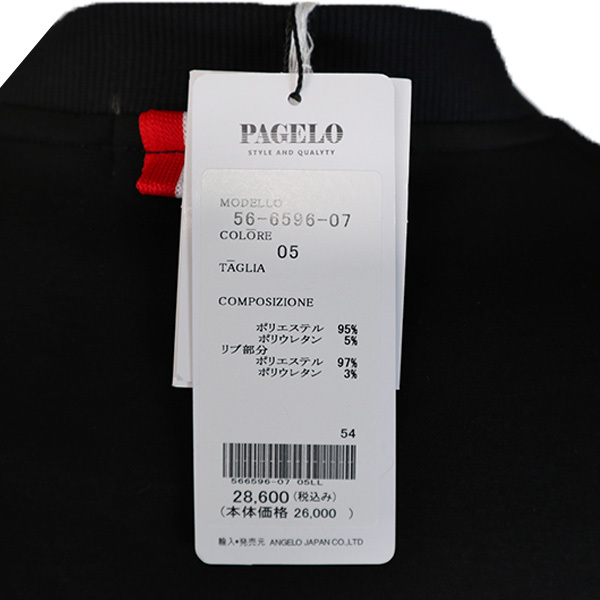 PAGELO
STYLE AND QUALYTY
MODELLO
56-6596-07
COLORE
05
TAGLIA
COMPOSIZIONE
ポリエステル 95%
ポリウレタン 5%
リブ部分
ポリエステル 97%
ポリウレタン 3%
54
566596-07 05LL
28,600 (税込み)
(本体価格 26,000 )
輸入・発売元 ANGELO JAPAN CO.,LTD